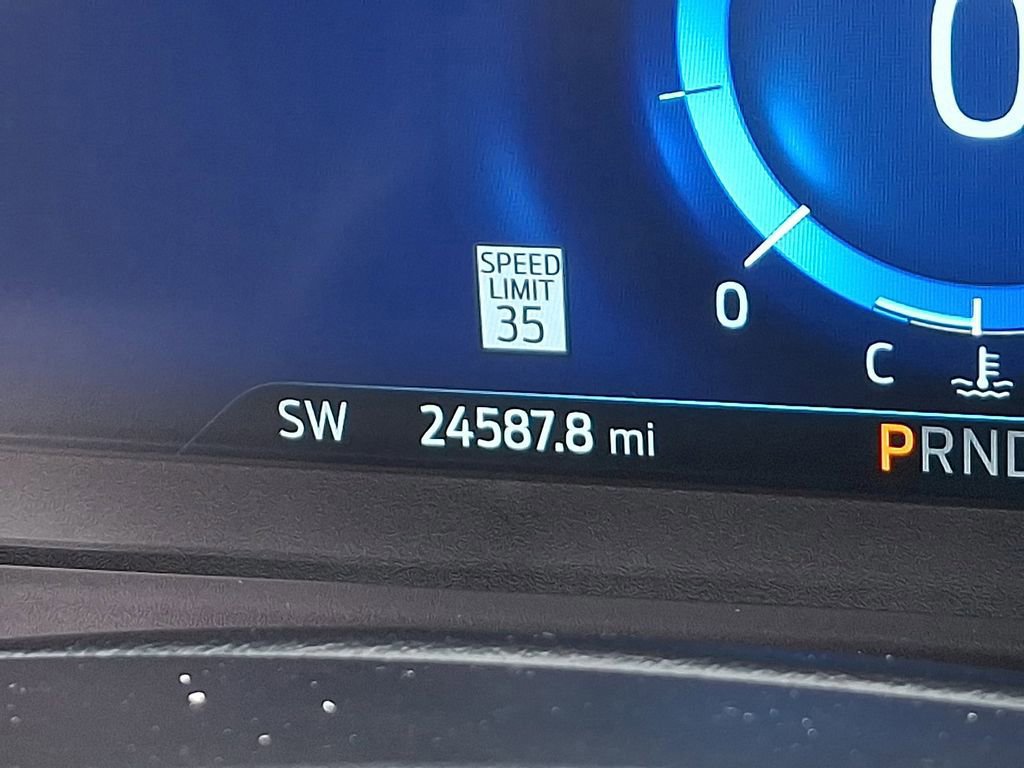 0
SPEED
LIMIT
35
0
C
SW 24587.8 mi
PRND